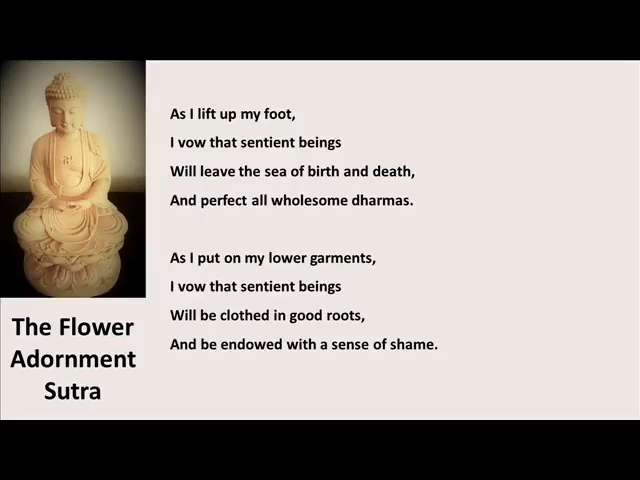 As I lift up my foot,
I vow that sentient beings
Will leave the sea of birth and death,
And perfect all wholesome dharmas.
As I put on my lower garments,
I vow that sentient beings
Will be clothed in good roots,
And be endowed with a sense of shame.
The Flower
Adornment
Sutra